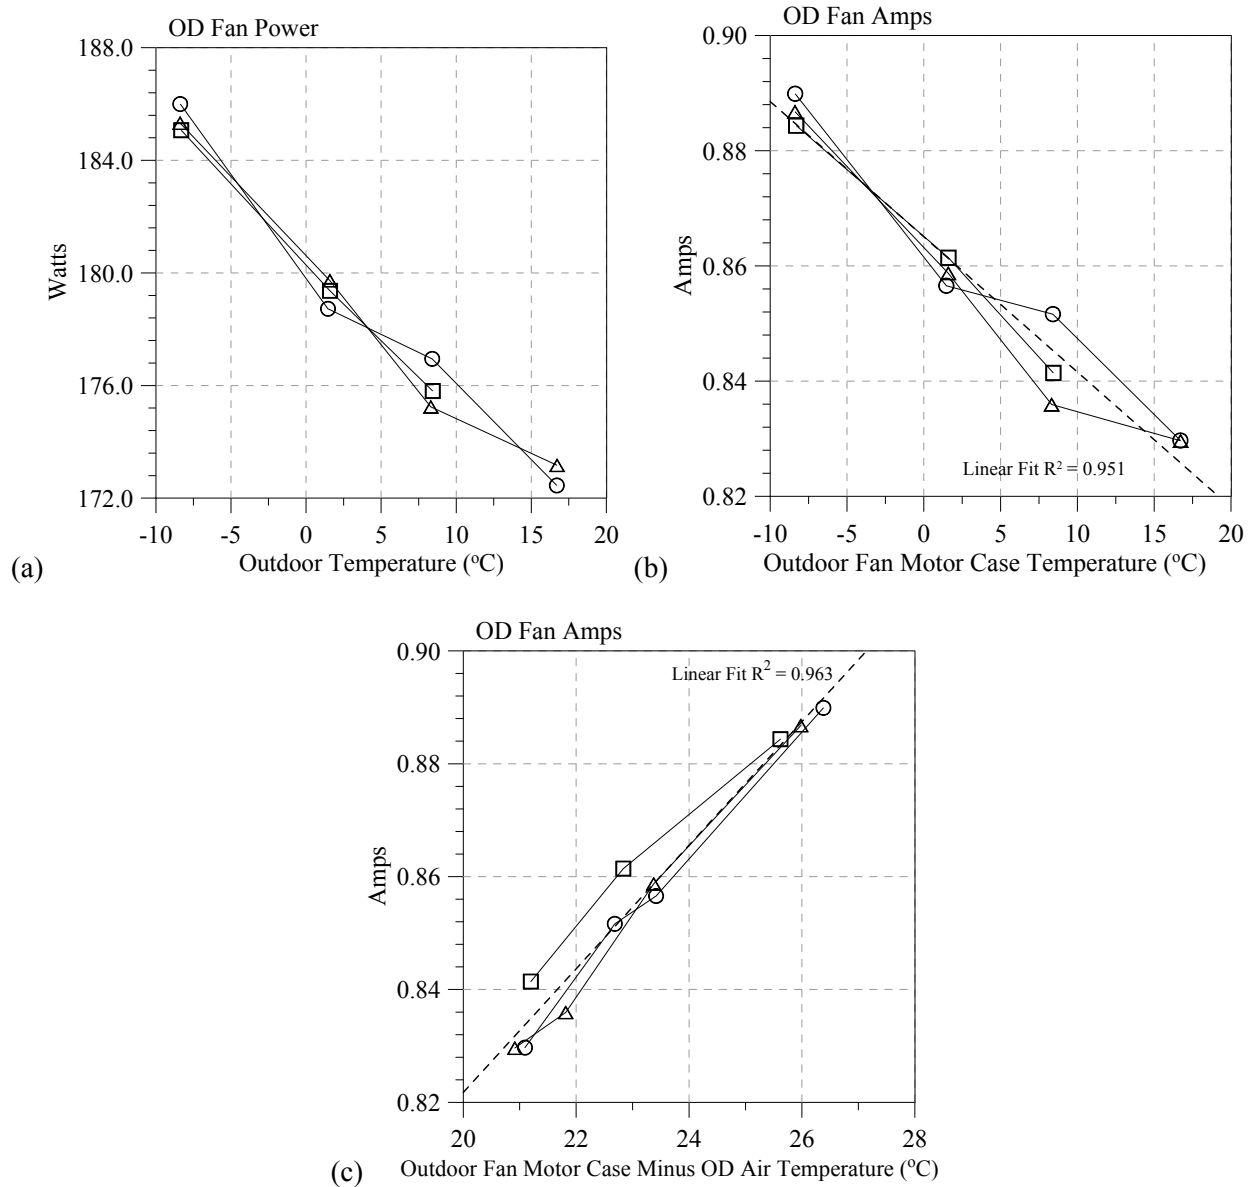 OD Fan Power
188.0
184.0
180.0
176.0
172.0
Watts
-10 -5 0 5 10 15 20
Outdoor Temperature (ºC)
(a)
OD Fan Amps
0.90
0.88
0.86
0.84
0.82
Amps
Linear Fit R² = 0.951
-10 -5 0 5 10 15 20
Outdoor Fan Motor Case Temperature (ºC)
(b)
OD Fan Amps
0.90
0.88
0.86
0.84
0.82
Amps
Linear Fit R² = 0.963
20 22 24 26 28
Outdoor Fan Motor Case Minus OD Air Temperature (ºC)
(c)